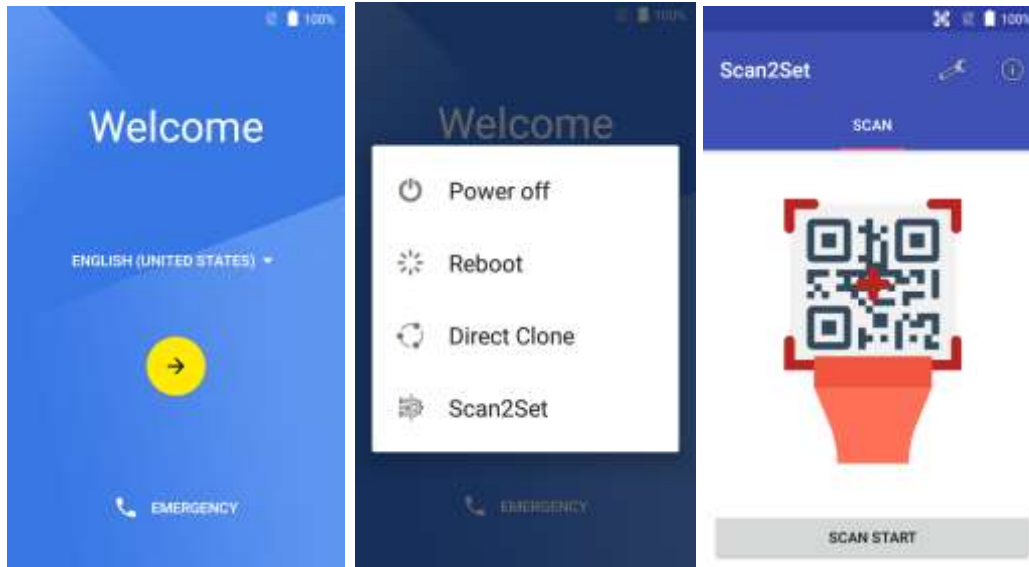 100%
Welcome
ENGLISH (UNITED STATES)
EMERGENCY
100%
Welcome
Power off
Reboot
Direct Clone
Scan2Set
EMERGENCY
100%
Scan2Set
SCAN
SCAN START